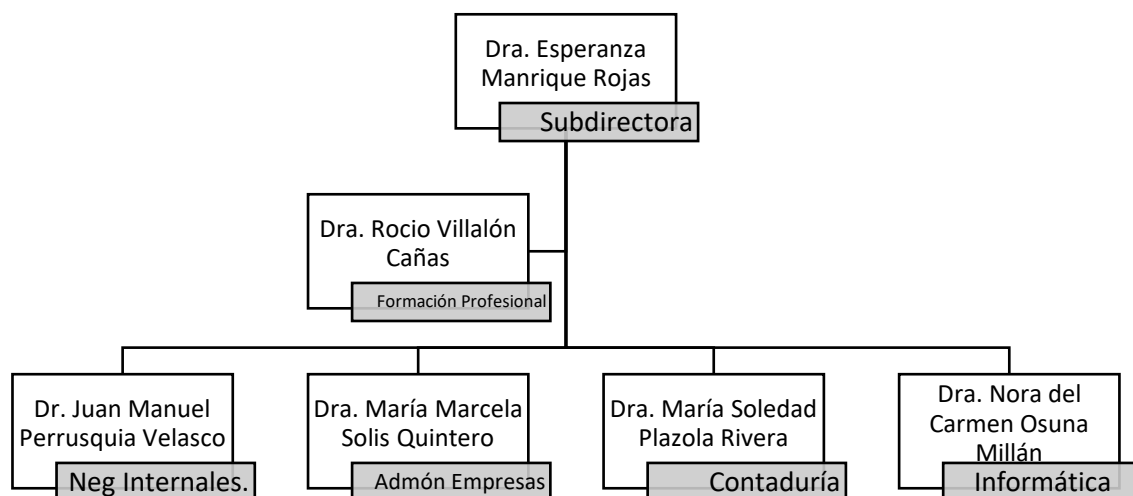 Dra. Esperanza
Manrique Rojas
Subdirectora
Dra. Rocio Villalón
Cañas
Formación Profesional
Dr. Juan Manuel
Perrusquia Velasco
Neg Internales.
Dra. María Marcela
Solis Quintero
Admón Empresas
Dra. María Soledad
Plazola Rivera
Contaduría
Dra. Nora del
Carmen Osuna
Millán
Informática